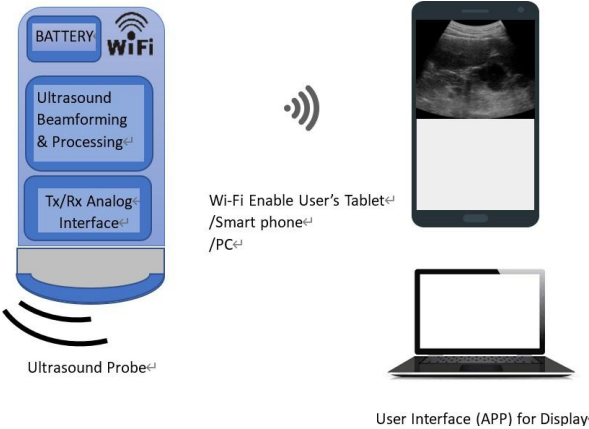 BATTERY
WiFi
Ultrasound
Beamforming
& Processing
Tx/Rx Analog
Interface
Wi-Fi Enable User's Tablet
/Smart phone
/PC
Ultrasound Probe
User Interface (APP) for Display